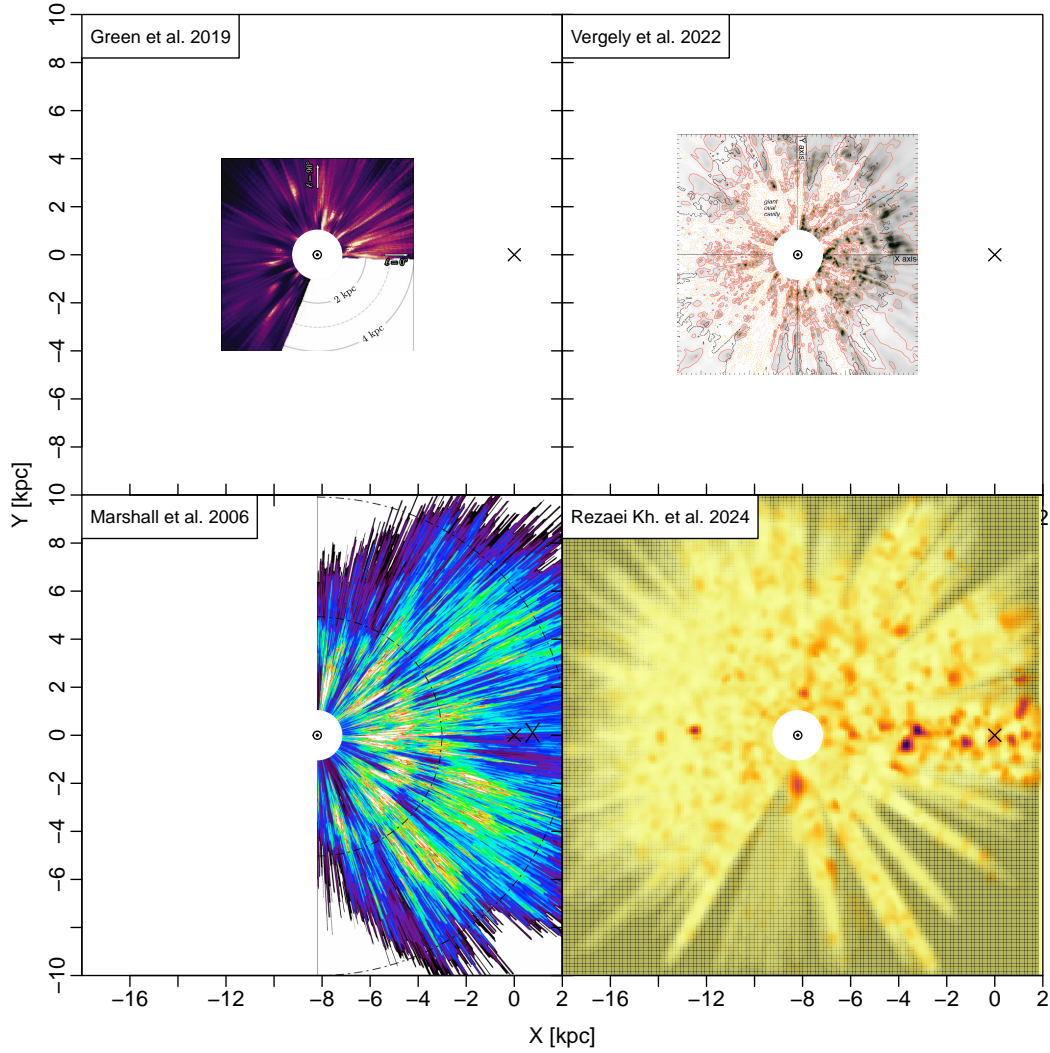 Green et al. 2019
Vergely et al. 2022
10
8
6
4
2
0
−2
−4
−6
−8
ℓ = 90°
ℓ = 0°
2 kpc
4 kpc
Y axis
giant
oval
cavity
X axis
Y [kpc]
Marshall et al. 2006
Rezaei Kh. et al. 2024
2
10
8
6
4
2
0
−2
−4
−6
−10
−16 −12 −8 −6 −4 −2 0 2
−16 −12 −8 −6 −4 −2 0 2
X [kpc]